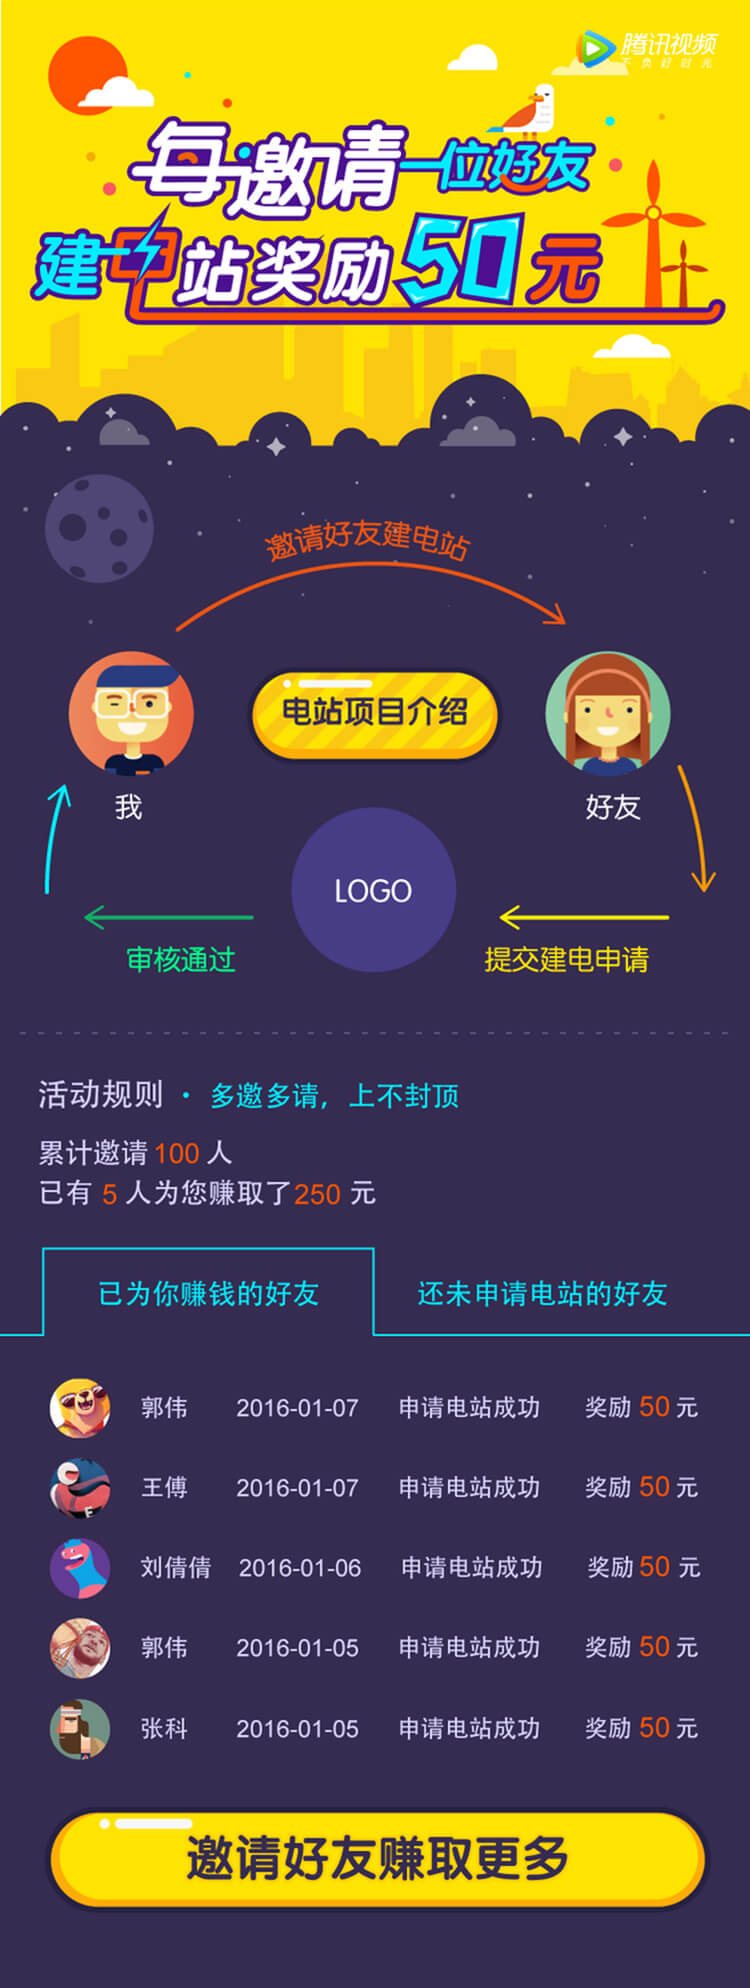 腾讯视频
不负好时光
每邀请一位好友
建电站奖励50元
邀请好友建电站
电站项目介绍
我
好友
LOGO
审核通过
提交建电申请
活动规则 · 多邀多请，上不封顶
累计邀请100人
已有 5 人为您赚取了250 元
已为你赚钱的好友
还未申请电站的好友
郭伟 2016-01-07 申请电站成功 奖励 50 元
王傅 2016-01-07 申请电站成功 奖励 50 元
刘倩倩 2016-01-06 申请电站成功 奖励 50 元
郭伟 2016-01-05 申请电站成功 奖励 50 元
张科 2016-01-05 申请电站成功 奖励 50 元
邀请好友赚取更多